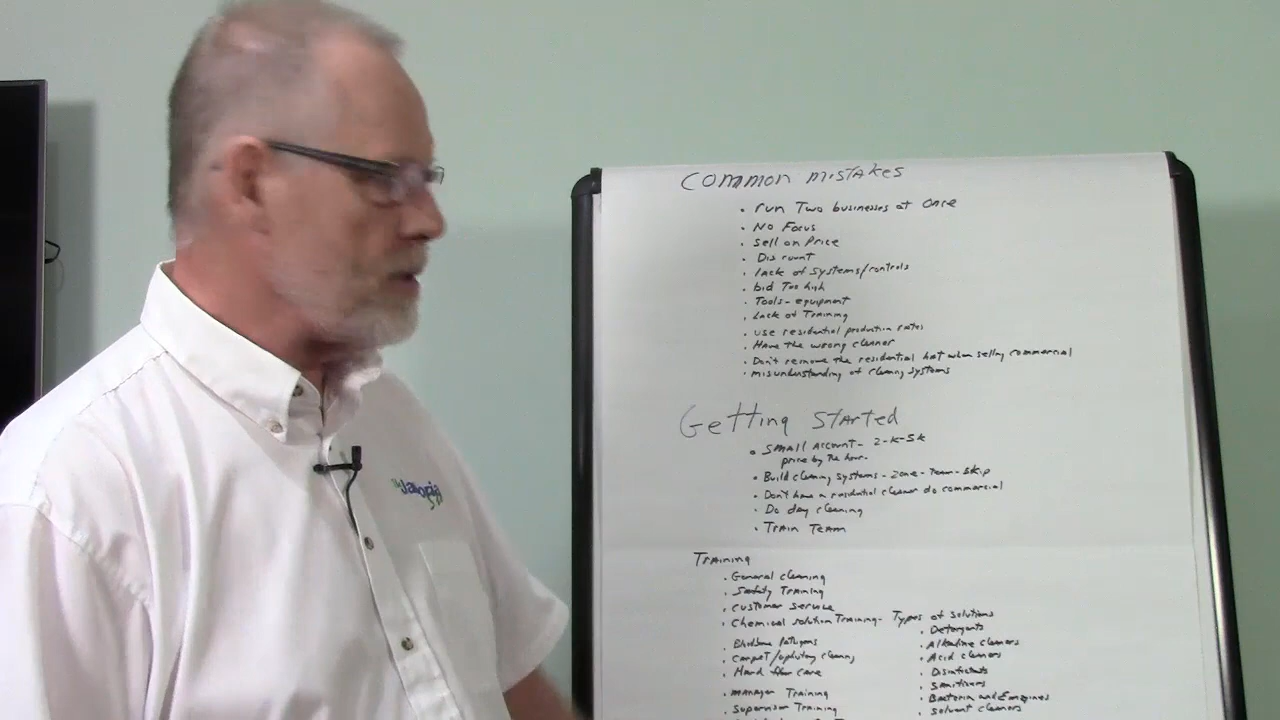 The Janitorial
Common mistakes
• run Two businesses at once
• No Focus
• Sell on Price
• Discount
• lack of systems/controls
• bid Too high
• Tools - equipment
• Lack of Training
• use residential production rates
• Have the wrong cleaner
• Don't remove the residential hat when selling commercial
• misunderstanding of cleaning systems
Getting STArted
• SMALL Account - 2-K-5K
price by the hour.
• Build cleaning systems - zone - Team - skip
• Don't have a residential cleaner do commercial
• Do day cleaning
• Train Team
Training
• General cleaning
• Safety Training
• Customer Service
• Chemical solution Training - Types of solutions
• Detergents
• Bloodborne pathogens
• Alkaline cleaners
• carpet/upholstery cleaning
• Acid cleaners
• Hard floor care
• Disinfectants
• Sanitizers
• Manager Training
• Bacteria and Enzymes
• Supervisor Training
• Solvent cleaners